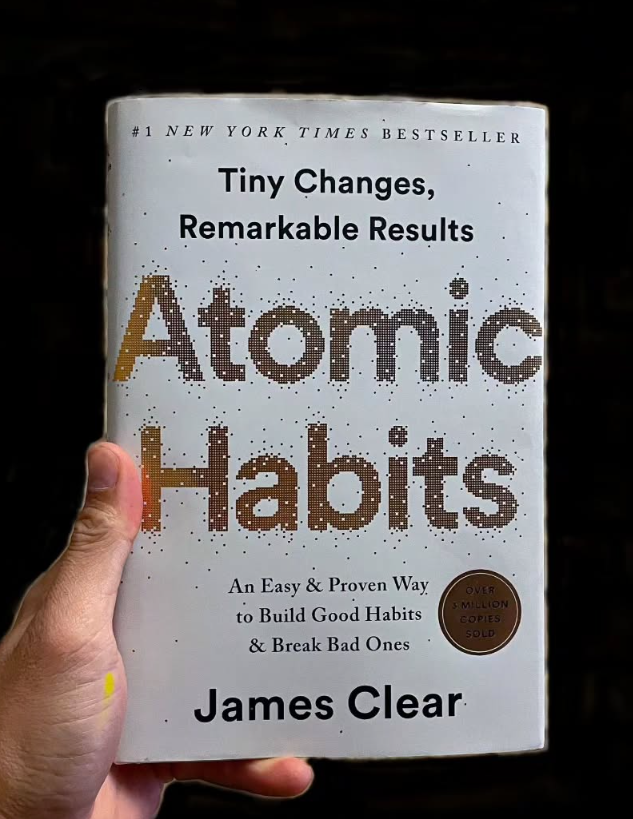 #1 NEW YORK TIMES BESTSELLER
Tiny Changes,
Remarkable Results
Atomic
Habits
An Easy & Proven Way
to Build Good Habits
& Break Bad Ones
OVER
3 MILLION
COPIES
SOLD
James Clear